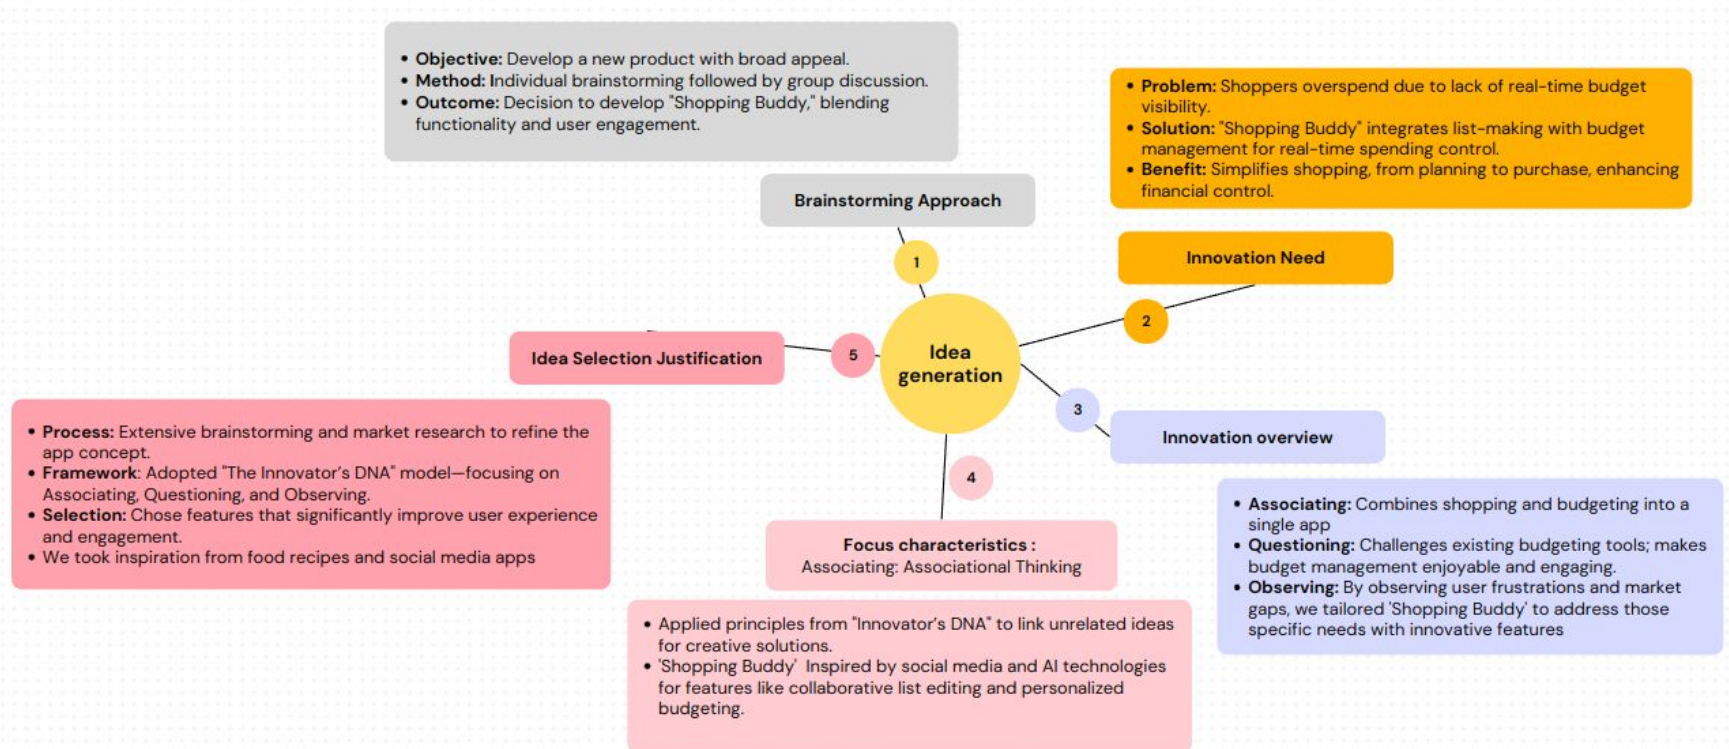 • Objective: Develop a new product with broad appeal.
• Method: Individual brainstorming followed by group discussion.
• Outcome: Decision to develop "Shopping Buddy," blending
functionality and user engagement.
Brainstorming Approach
1
• Problem: Shoppers overspend due to lack of real-time budget
visibility.
• Solution: "Shopping Buddy" integrates list-making with budget
management for real-time spending control.
• Benefit: Simplifies shopping, from planning to purchase, enhancing
financial control.
Innovation Need
2
Idea
generation
3
Innovation overview
• Associating: Combines shopping and budgeting into a
single app
• Questioning: Challenges existing budgeting tools; makes
budget management enjoyable and engaging.
• Observing: By observing user frustrations and market
gaps, we tailored 'Shopping Buddy' to address those
specific needs with innovative features
4
Focus characteristics :
Associating: Associational Thinking
• Applied principles from "Innovator's DNA" to link unrelated ideas
for creative solutions.
• 'Shopping Buddy'  Inspired by social media and AI technologies
for features like collaborative list editing and personalized
budgeting.
5
Idea Selection Justification
• Process: Extensive brainstorming and market research to refine the
app concept.
• Framework: Adopted "The Innovator's DNA" model—focusing on
Associating, Questioning, and Observing.
• Selection: Chose features that significantly improve user experience
and engagement.
• We took inspiration from food recipes and social media apps